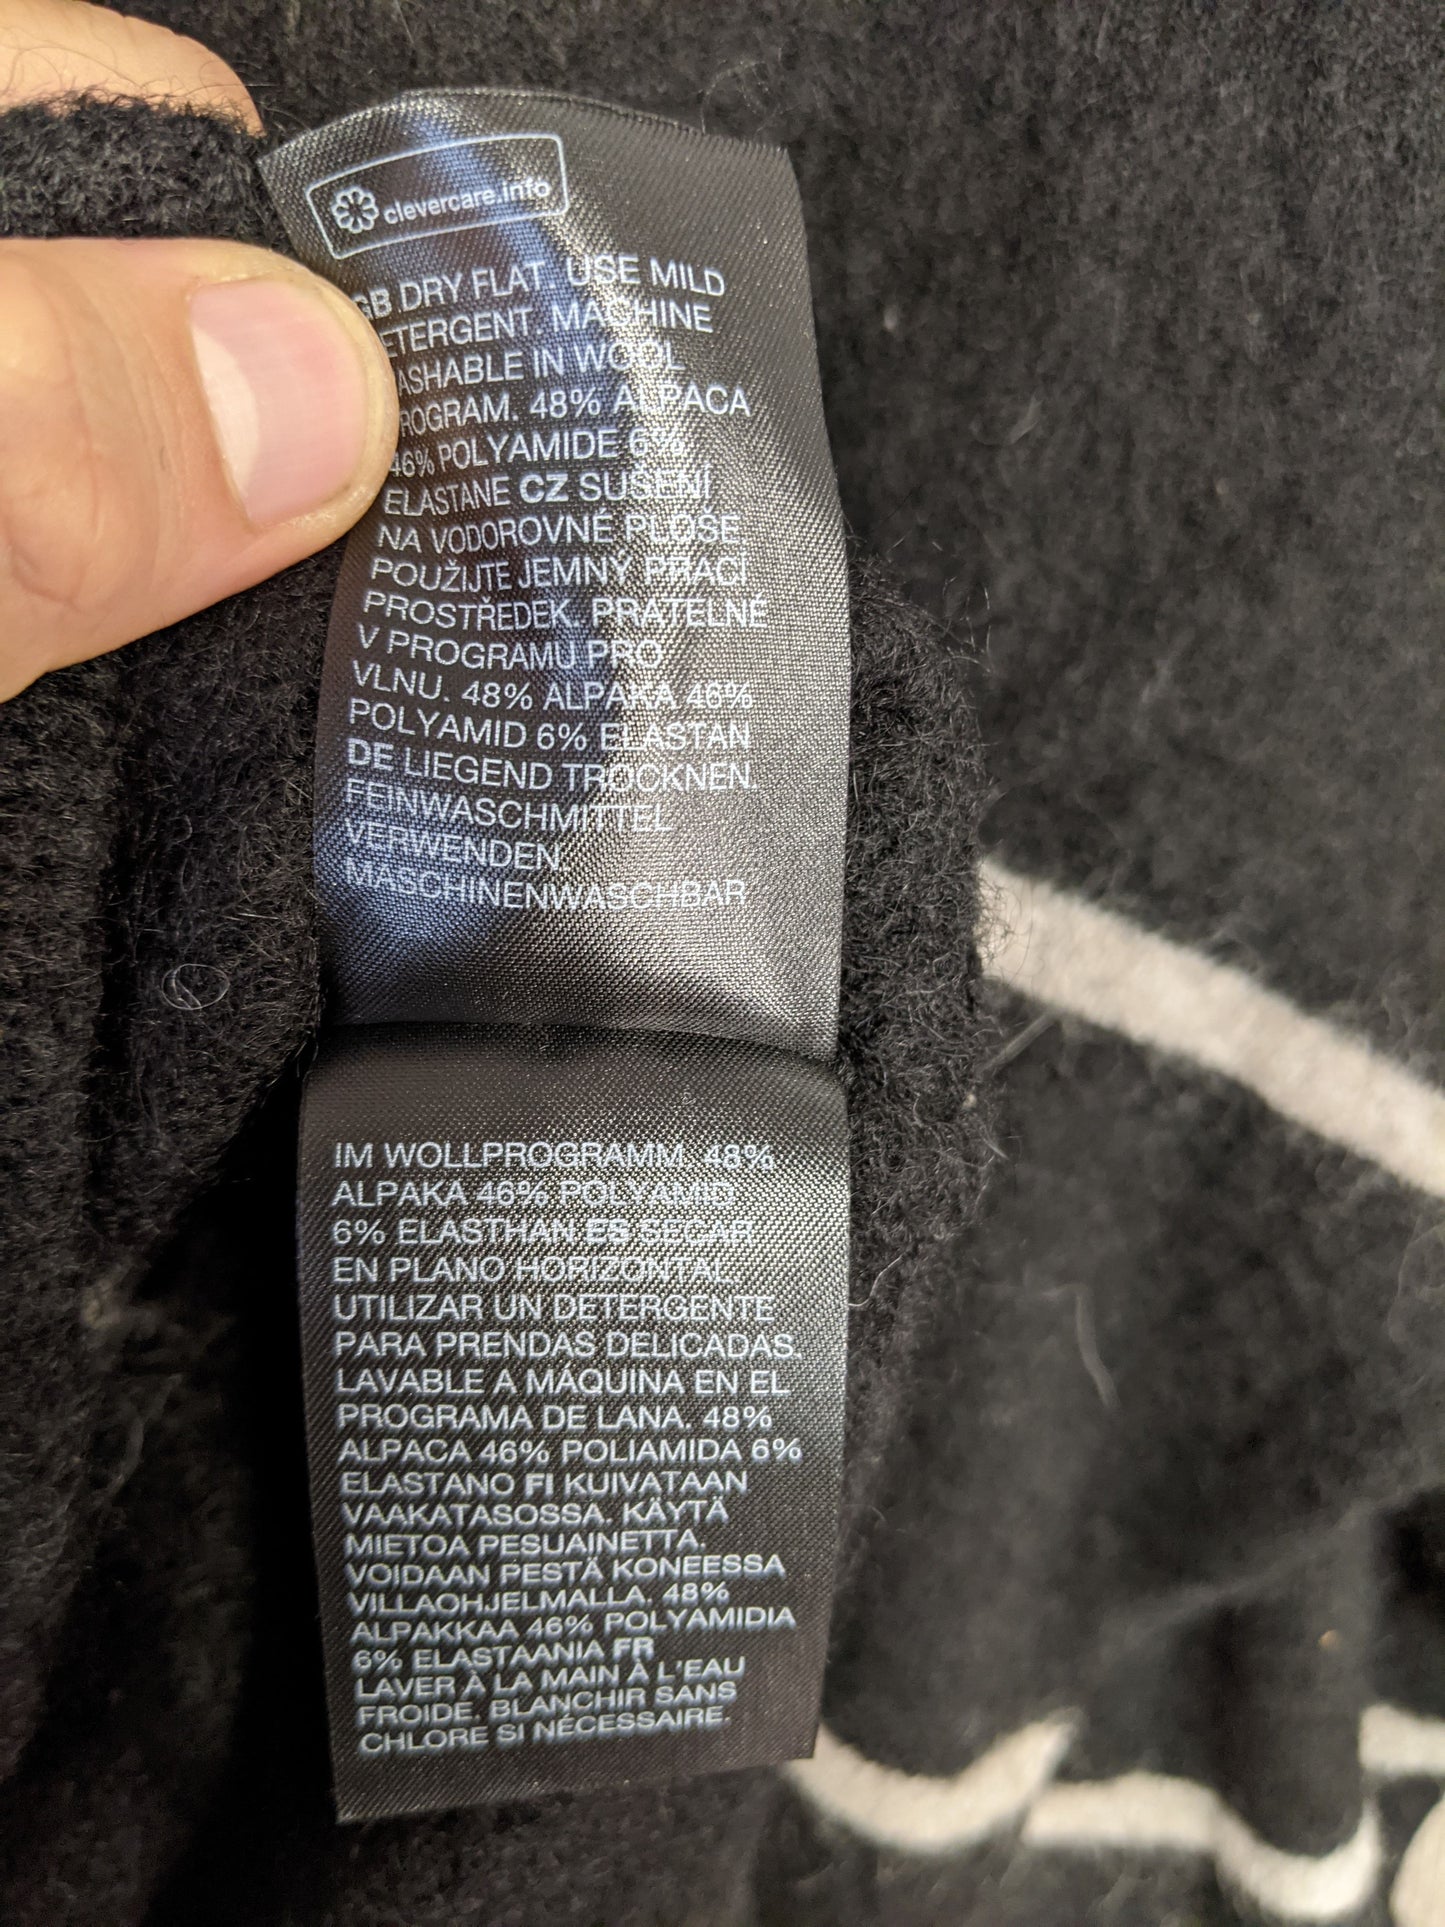 clevercare.info
GB DRY FLAT. USE MILD
ETERGENT. MACHINE
ASHABLE IN WOOL
ROGRAM. 48% ALPACA
46% POLYAMIDE 6%
ELASTANE CZ SUŠENÍ
NA VODOROVNÉ PLOŠE
POUŽIJTE JEMNÝ PRACÍ
PROSTŘEDEK. PRATELNÉ
V PROGRAMU PRO
VLNU. 48% ALPAKA 46%
POLYAMID 6% ELASTAN
DE LIEGEND TROCKNEN.
FEINWASCHMITTEL
VERWENDEN.
MASCHINENWASCHBAR
IM WOLLPROGRAMM. 48%
ALPAKA 46% POLYAMID
6% ELASTHAN ES SECAR
EN PLANO HORIZONTAL.
UTILIZAR UN DETERGENTE
PARA PRENDAS DELICADAS.
LAVABLE A MÁQUINA EN EL
PROGRAMA DE LANA. 48%
ALPACA 46% POLIAMIDA 6%
ELASTANO FI KUIVATAAN
VAAKATASOSSA. KÄYTÄ
MIETOA PESUAINETTA.
VOIDAAN PESTÄ KONEESSA
VILLAOHJELMALLA. 48%
ALPAKKAA 46% POLYAMIDIA
6% ELASTAANIA FR
LAVER À LA MAIN À L'EAU
FROIDE. BLANCHIR SANS
CHLORE SI NÉCESSAIRE.